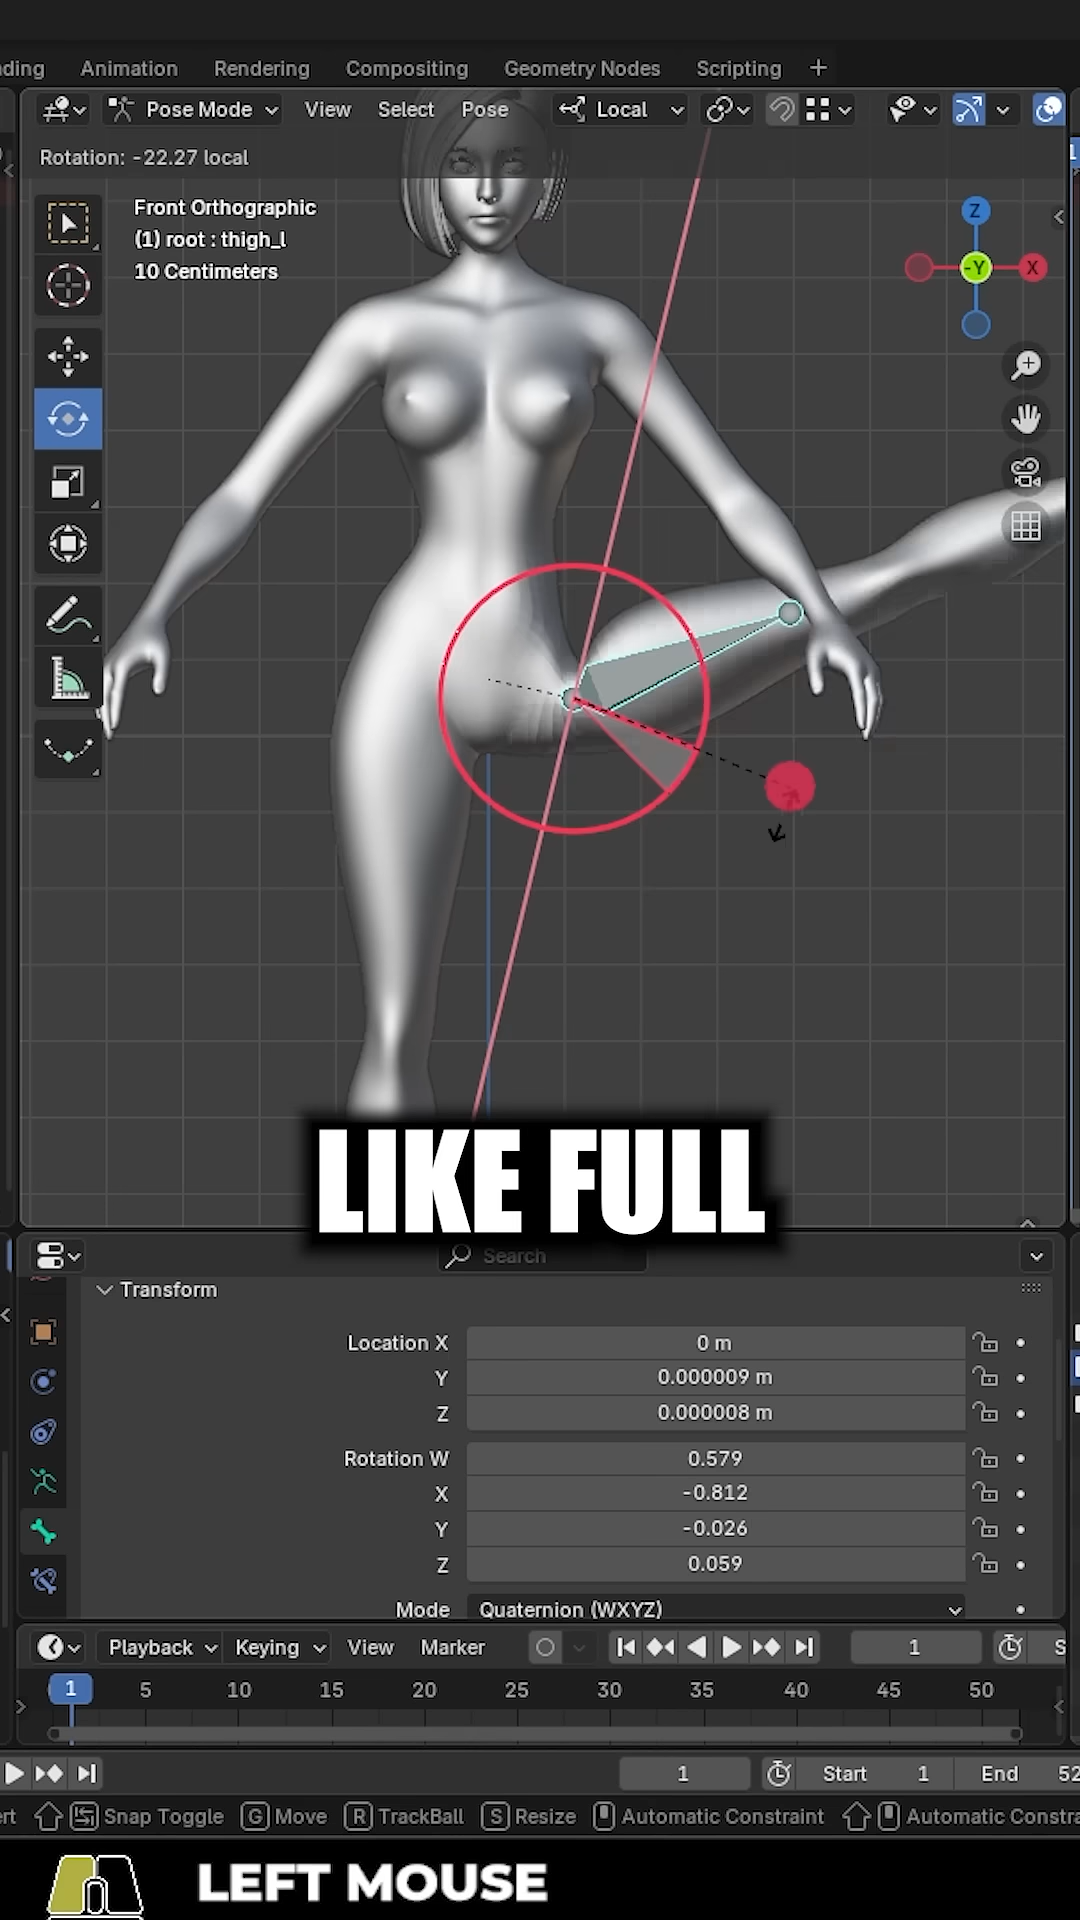 ding Animation Rendering Compositing Geometry Nodes Scripting +
Pose Mode View Select Pose Local
Rotation: -22.27 local
Front Orthographic
(1) root : thigh_l
10 Centimeters
Z
-Y X
1
LIKE FULL
Search
Transform
Location X 0 m
Y 0.000009 m
Z 0.000008 m
Rotation W 0.579
X -0.812
Y -0.026
Z 0.059
Mode Quaternion (WXYZ)
Playback Keying View Marker 1 S
1 5 10 15 20 25 30 35 40 45 50
1 Start 1 End 52
ert Snap Toggle G Move R TrackBall S Resize Automatic Constraint Automatic Constra
LEFT MOUSE